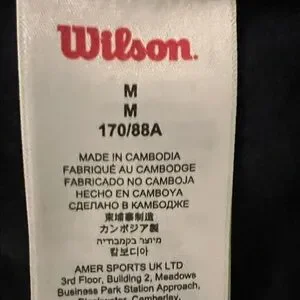 Wilson.
M
M
170/88A
MADE IN CAMBODIA
FABRIQUÉ AU CAMBODGE
FABRICADO NO CAMBOJA
HECHO EN CAMBOYA
СДЕЛАНО В КАМБОДЖЕ
柬埔寨制造
カンボジア製
מיוצר בקמבודיה
캄보디아
AMER SPORTS UK LTD
3rd Floor, Building 2, Meadows
Business Park Station Approach,
Camberley,